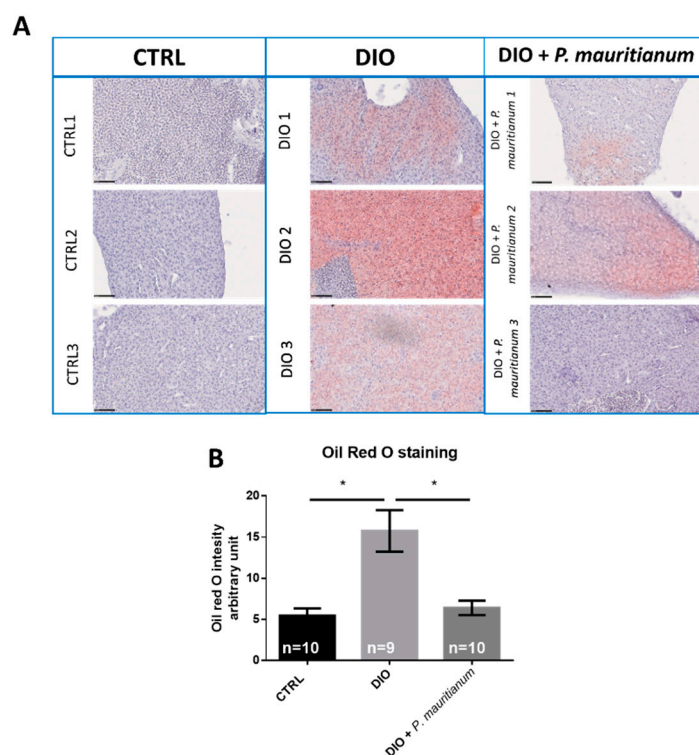 A
CTRL
DIO
DIO + P. mauritianum
CTRL1
DIO 1
DIO + P.
mauritianum 1
CTRL2
DIO 2
DIO + P.
mauritianum 2
CTRL3
DIO 3
DIO + P.
mauritianum 3
B
Oil Red O staining
*
*
Oil red O intesity
arbitrary unit
20
15
10
5
0
n=10
n=9
n=10
CTRL
DIO
DIO + P. mauritianum